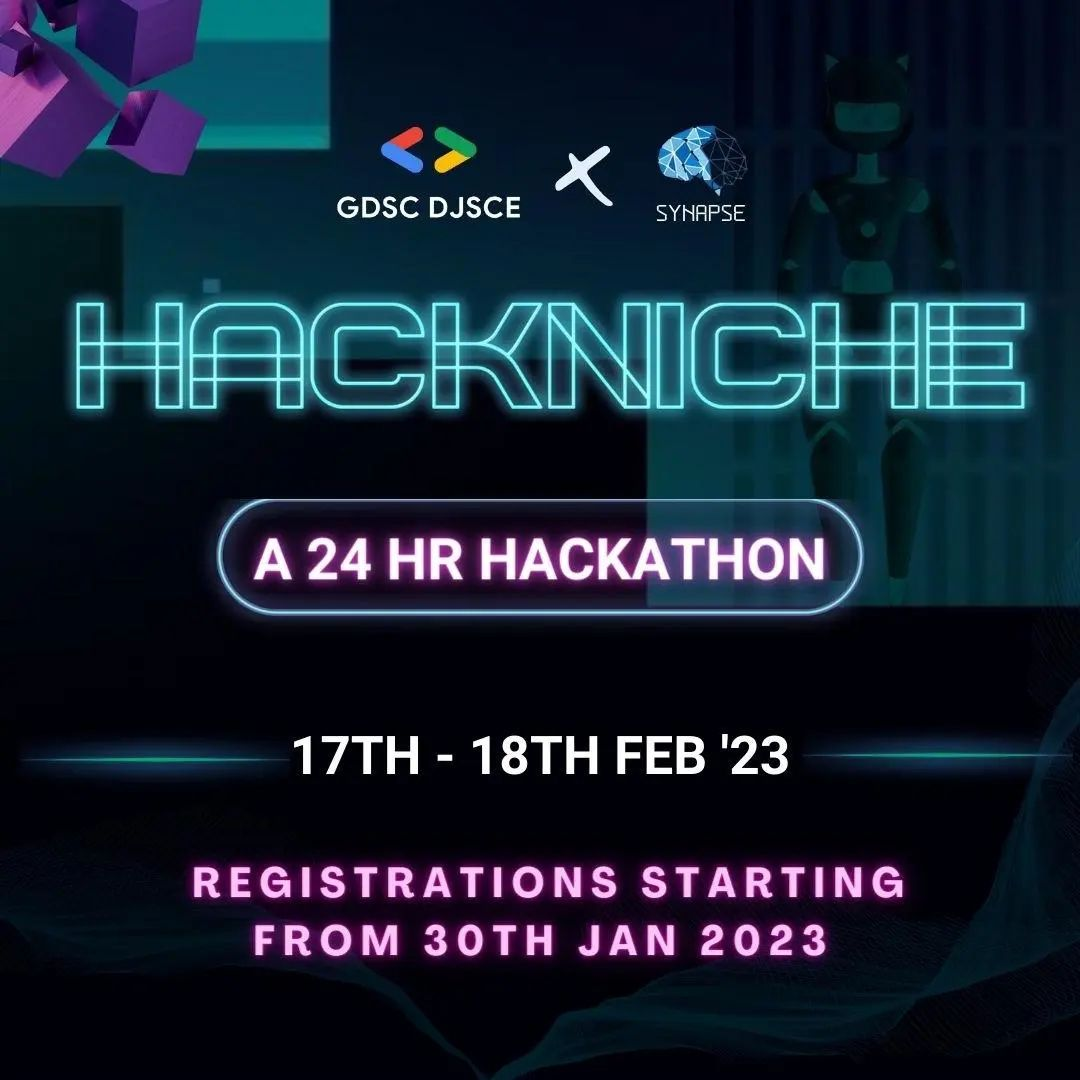 GDSC DJSCE
SYNAPSE
HACKNICHE
A 24 HR HACKATHON
17TH - 18TH FEB '23
REGISTRATIONS STARTING
FROM 30TH JAN 2023